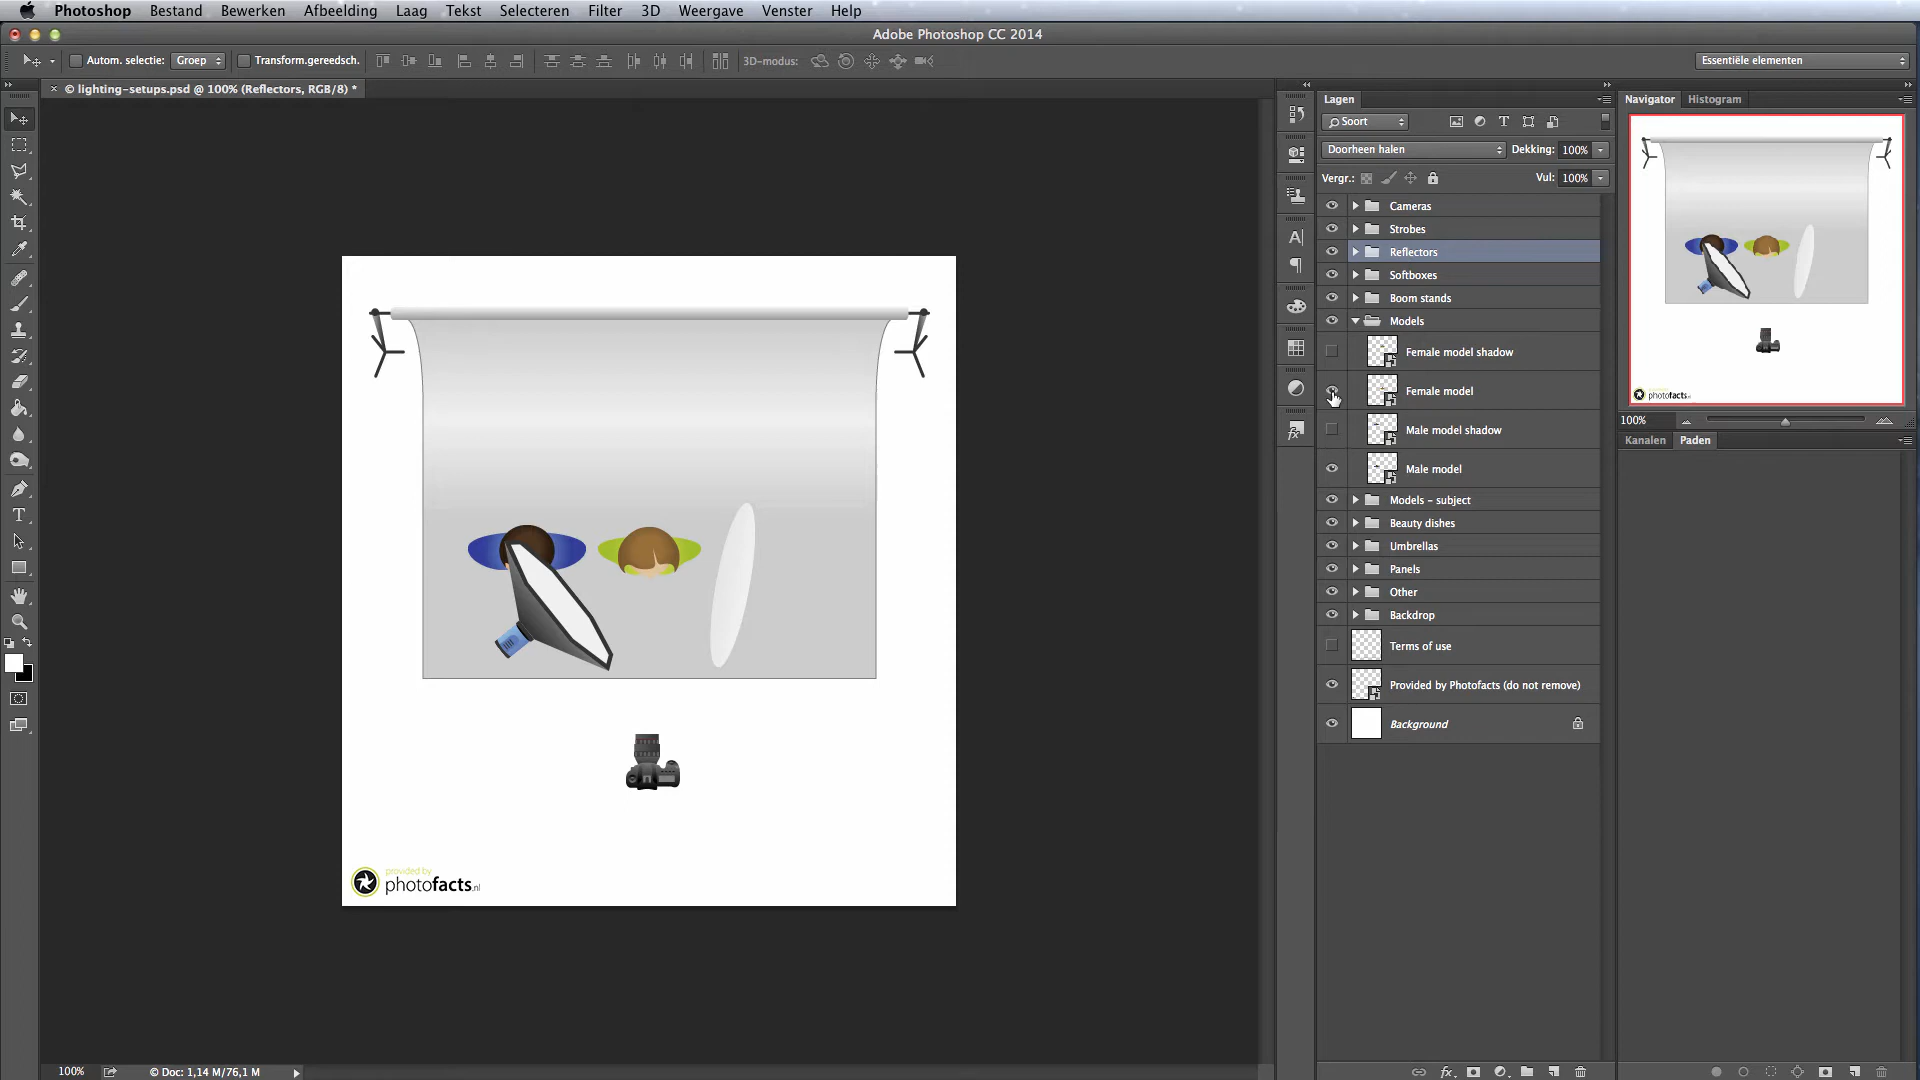 Photoshop Bestand Bewerken Afbeelding Laag Tekst Selecteren Filter 3D Weergave Venster Help
Adobe Photoshop CC 2014
Autom. selectie: Groep Transform.gereedsch. 3D-modus: Essentiële elementen
© lighting-setups.psd @ 100% (Reflectors, RGB/8) *
Lagen
Soort
Doorheen halen Dekking: 100%
Vergr.: Vul: 100%
Cameras
Strobes
Reflectors
Softboxes
Boom stands
Models
Female model shadow
Female model
Male model shadow
Male model
Models - subject
Beauty dishes
Umbrellas
Panels
Other
Backdrop
Terms of use
Provided by Photofacts (do not remove)
Background
Navigator Histogram
photofacts
100%
Kanalen Paden
provided by
photofacts.nl
100% © Doc: 1,14 M/76,1 M